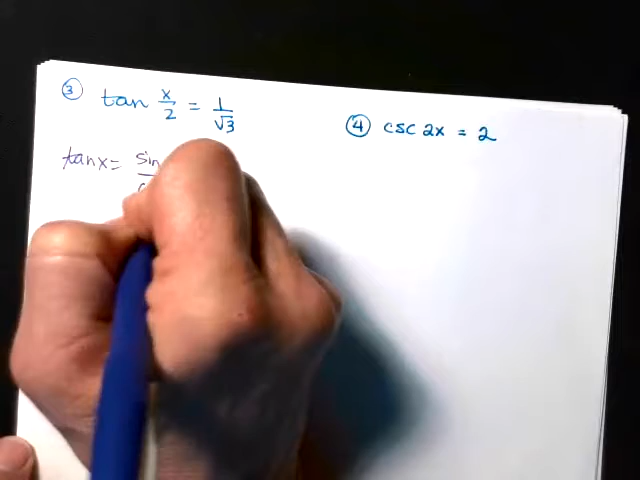 ③ tan x/2 = 1/√3
④ csc 2x = 2
tan x = sin